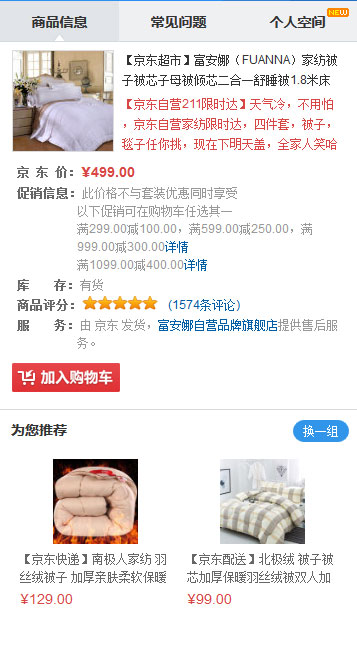 商品信息
常见问题
个人空间
NEW
【京东超市】富安娜（FUANNA）家纺被
子被芯子母被倾芯二合一舒睡被1.8米床
【京东自营211限时达】天气冷，不用怕
，京东自营家纺限时达，四件套，被子，
毯子任你挑，现在下明天盖，全家人笑哈
京 东 价：¥499.00
促销信息：此价格不与套装优惠同时享受
以下促销可在购物车任选其一
满299.00减100.00，满599.00减250.00，满
999.00减300.00详情
满1099.00减400.00详情
库 存：有货
商品评分： （1574条评论）
服 务：由 京东 发货，富安娜自营品牌旗舰店提供售后服
务。
加入购物车
为您推荐
换一组
【京东快递】南极人家纺 羽
丝绒被子 加厚亲肤柔软保暖
¥129.00
【京东配送】北极绒 被子被
芯加厚保暖羽丝绒被双人加
¥99.00